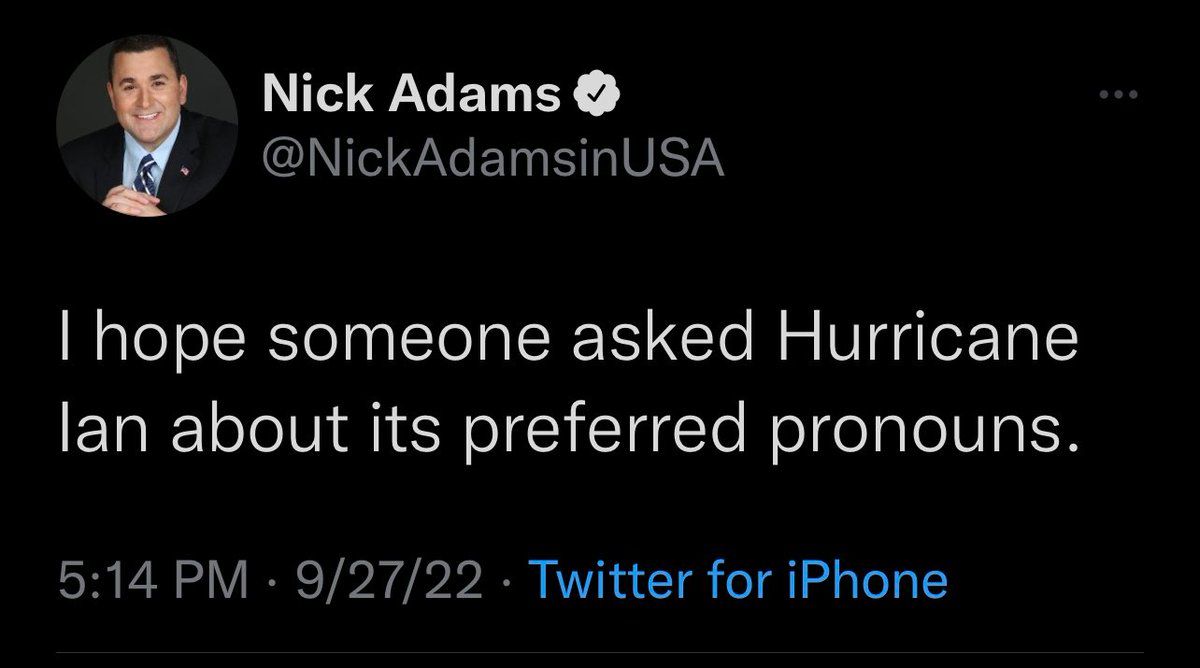 Nick Adams
@NickAdamsinUSA
I hope someone asked Hurricane
Ian about its preferred pronouns.
5:14 PM · 9/27/22 · Twitter for iPhone